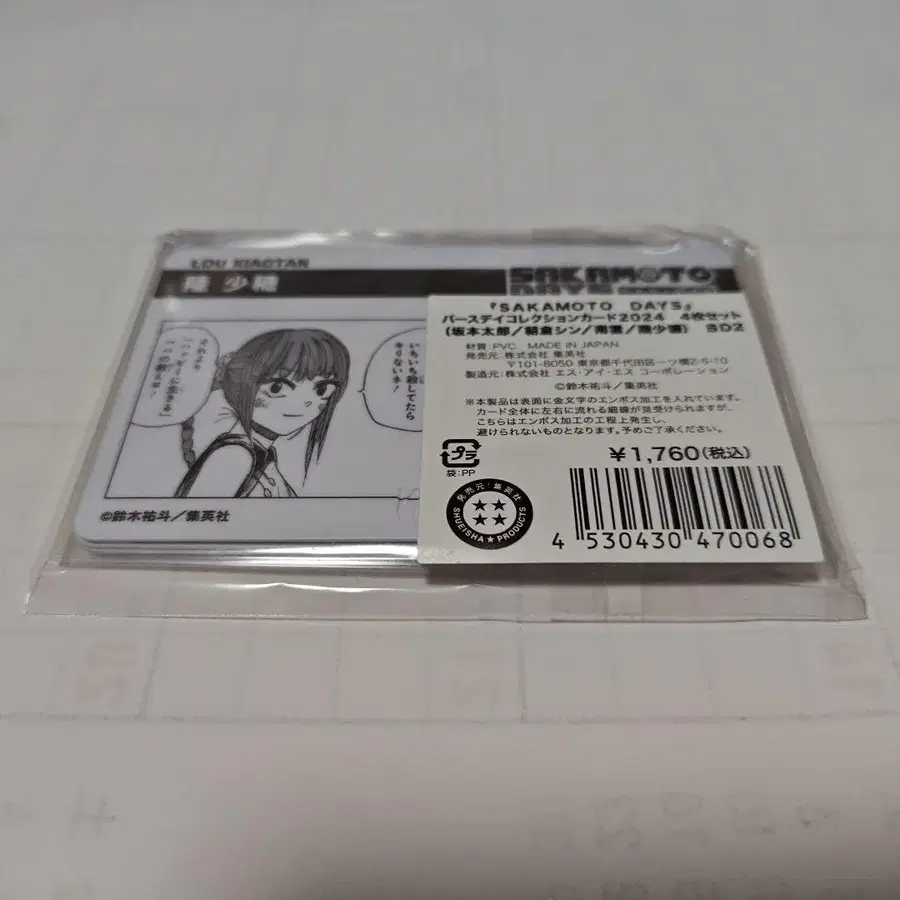 LOU XIAOTAN
陸 少糖
SAKAMOTO
DAYS
いちいち殺してたら
キリないネ!
それより
©鈴木祐斗／集英社
『SAKAMOTO DAYS』
バースデイコレクションカード2024 4枚セット
(坂本太郎／朝倉シン／南雲／陸少糖) BD2
材質:PVC MADE IN JAPAN
発売元:株式会社 集英社
〒101-8050 東京都千代田区一ツ橋2-5-10
製造元:株式会社 エス・アイ・エス コーポレーション
©鈴木祐斗／集英社
※本製品は表面に金文字のエンボス加工を入れています。
カード全体に左右に流れる細線が見受けられますが、
こちらはエンボス加工の工程上発生し、
避けられないものとなります。予めご了承ください。
プラ
袋:PP
¥1,760(税込)
発売元:集英社
SHUEISHA★PRODUCTS
4 530430 470068